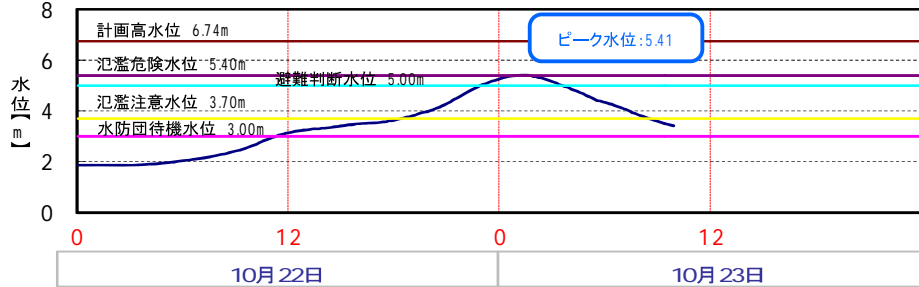 8
計画高水位 6.74m
ピーク水位:5.41
6
氾濫危険水位 5.40m
避難判断水位 5.00m
水位【m】
4
氾濫注意水位 3.70m
水防団待機水位 3.00m
2
0
0 12 0 12
10月22日 10月23日